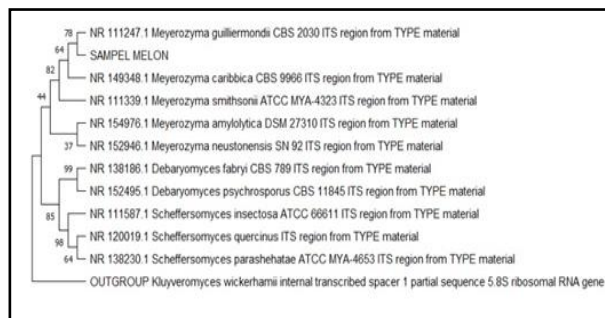 78
NR 111247.1 Meyerozyma guilliermondii CBS 2030 ITS region from TYPE material
64
SAMPEL MELON
82
NR 149348.1 Meyerozyma caribbica CBS 9966 ITS region from TYPE material
44
NR 111339.1 Meyerozyma smithsonii ATCC MYA-4323 ITS region from TYPE material
NR 154976.1 Meyerozyma amylolytica DSM 27310 ITS region from TYPE material
37
NR 152946.1 Meyerozyma neustonensis SN 92 ITS region from TYPE material
99
NR 138186.1 Debaryomyces fabryi CBS 789 ITS region from TYPE material
NR 152495.1 Debaryomyces psychrosporus CBS 11845 ITS region from TYPE material
85
NR 111587.1 Scheffersomyces insectosa ATCC 66611 ITS region from TYPE material
98
NR 120019.1 Scheffersomyces quercinus ITS region from TYPE material
64
NR 138230.1 Scheffersomyces parashehatae ATCC MYA-4653 ITS region from TYPE material
OUTGROUP Kluyveromyces wickerhamii internal transcribed spacer 1 partial sequence 5.8S ribosomal RNA gene